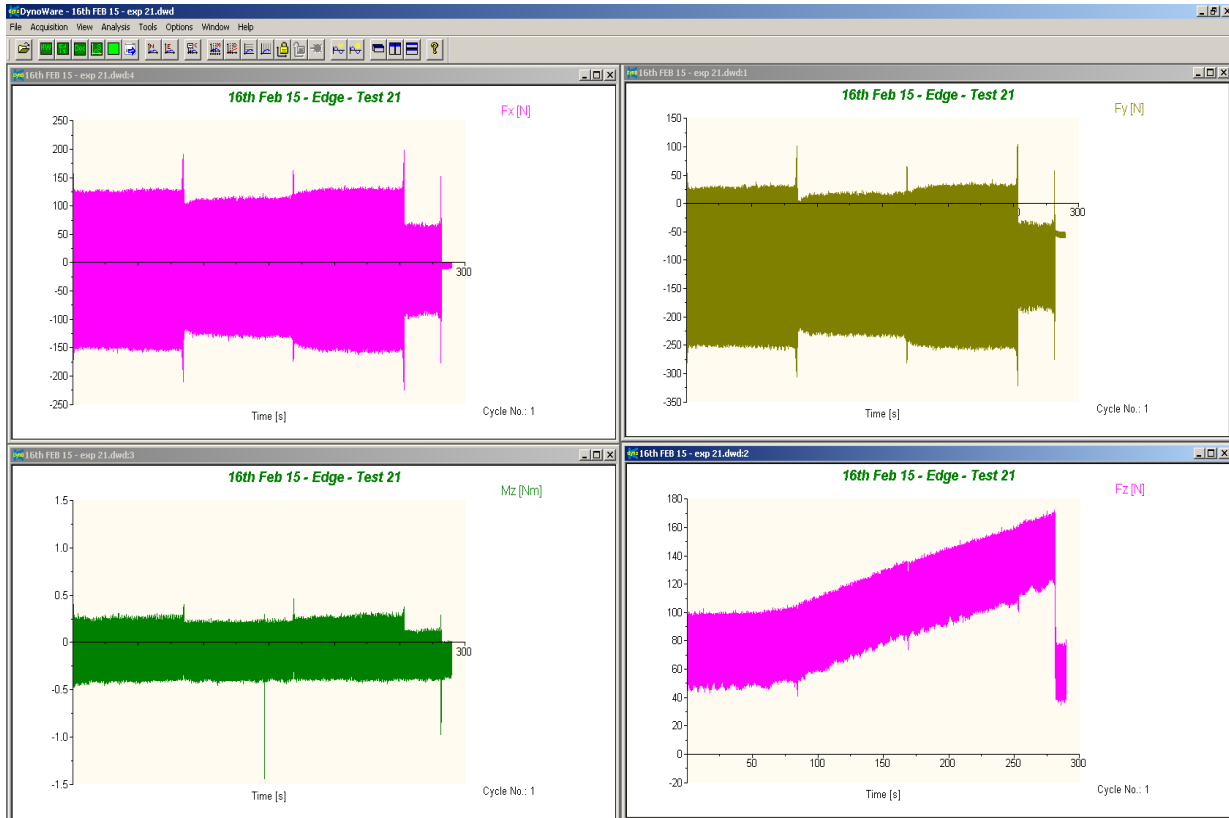 DynoWare - 16th FEB 15 - exp 21.dwd
File Acquisition View Analysis Tools Options Window Help
16th FEB 15 - exp 21.dwd:4
16th Feb 15 - Edge - Test 21
Fx [N]
250
200
150
100
50
0
-50
-100
-150
-200
-250
300
Time [s]
Cycle No.: 1
16th FEB 15 - exp 21.dwd:1
16th Feb 15 - Edge - Test 21
Fy [N]
150
100
50
0
-50
-100
-150
-200
-250
-300
-350
300
Time [s]
Cycle No.: 1
16th FEB 15 - exp 21.dwd:3
16th Feb 15 - Edge - Test 21
Mz [Nm]
1.5
1.0
0.5
0
-0.5
-1.0
-1.5
300
Time [s]
Cycle No.: 1
16th FEB 15 - exp 21.dwd:2
16th Feb 15 - Edge - Test 21
Fz [N]
180
160
140
120
100
80
60
40
20
0
-20
50 100 150 200 250 300
Time [s]
Cycle No.: 1